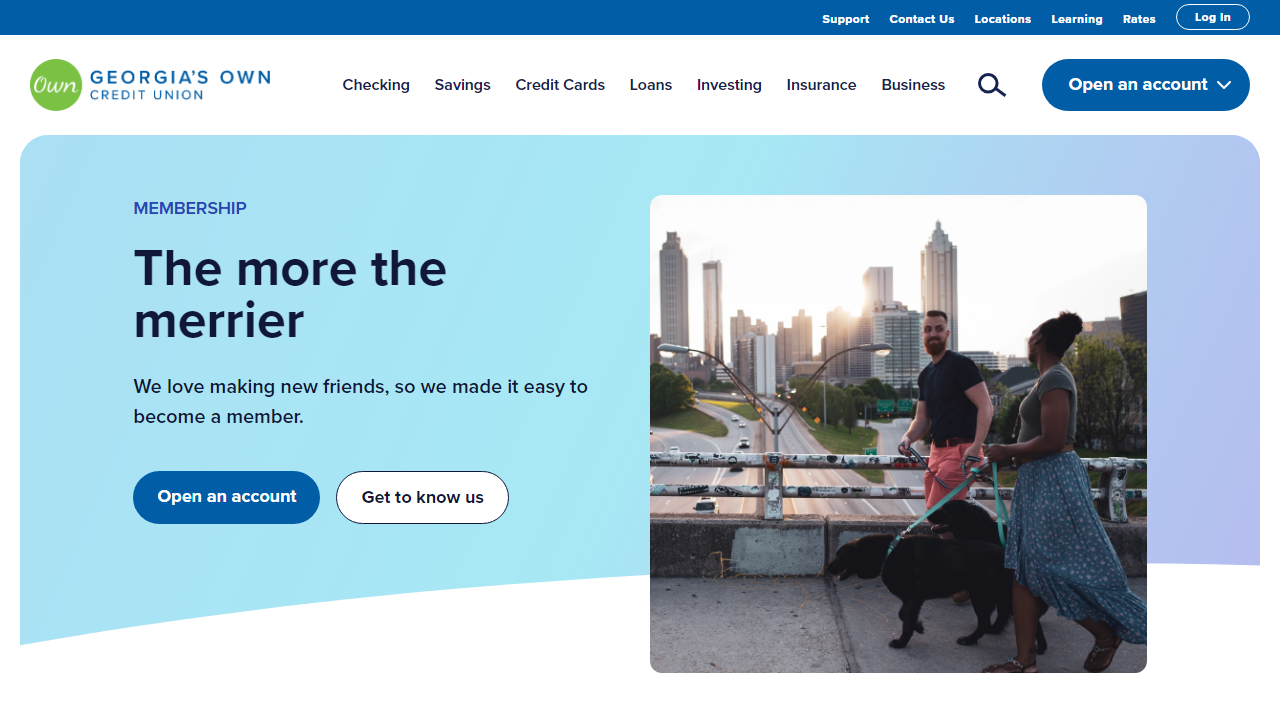 Support Contact Us Locations Learning Rates Log In
Own GEORGIA'S OWN
CREDIT UNION
Checking Savings Credit Cards Loans Investing Insurance Business Open an account
MEMBERSHIP
The more the
merrier
We love making new friends, so we made it easy to
become a member.
Open an account Get to know us